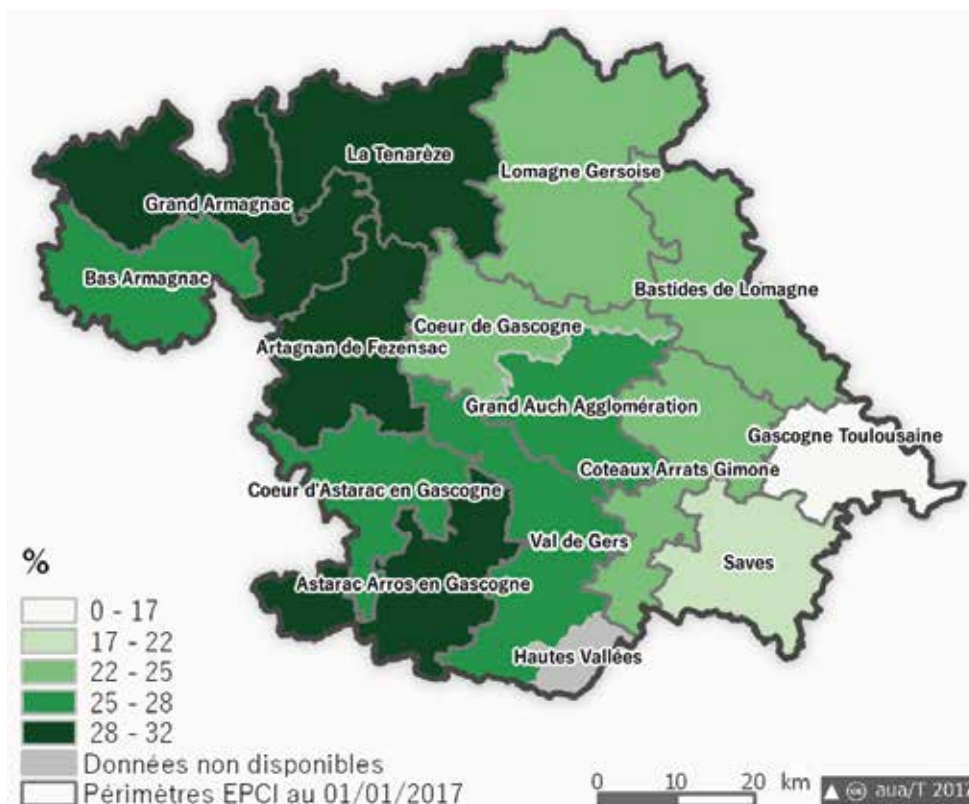 La Tenarèze
Lomagne Gersoise
Grand Armagnac
Bas Armagnac
Bastides de Lomagne
Coeur de Gascogne
Artagnan de Fezensac
Grand Auch Agglomération
Gascogne Toulousaine
Coteaux Arrats Gimone
Coeur d'Astarac en Gascogne
Val de Gers
Saves
Astarac Arros en Gascogne
Hautes Vallées
%
0 - 17
17 - 22
22 - 25
25 - 28
28 - 32
Données non disponibles
Périmètres EPCI au 01/01/2017
0 10 20 km
cc aua/T 2017